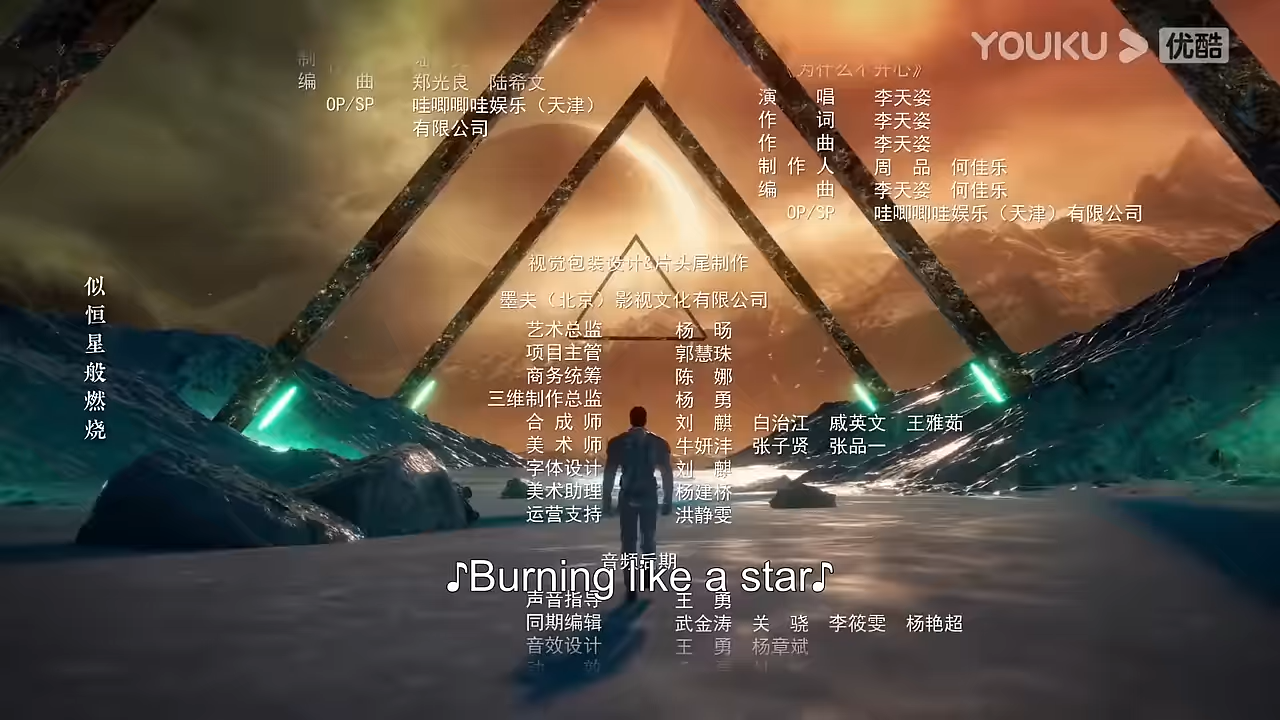 YOUKU 优酷
编 曲 郑光良 陆希文
OP/SP 哇唧唧哇娱乐（天津）
有限公司
《为什么不开心》
演 唱 李天姿
作 词 李天姿
作 曲 李天姿
制 作 人 周 品 何佳乐
编 曲 李天姿 何佳乐
OP/SP 哇唧唧哇娱乐（天津）有限公司
似恒星般燃烧
视觉包装设计&片头尾制作
墨夫（北京）影视文化有限公司
艺术总监 杨 旸
项目主管 郭慧珠
商务统筹 陈 娜
三维制作总监 杨 勇
合 成 师 刘 麒 白治江 戚英文 王雅茹
美 术 师 牛妍沣 张子贤 张品一
字体设计 刘 麒
美术助理 杨建桥
运营支持 洪静雯
音频后期
♪Burning like a star♪
声音指导 王 勇
同期编辑 武金涛 关 骁 李筱雯 杨艳超
音效设计 王 勇 杨章斌